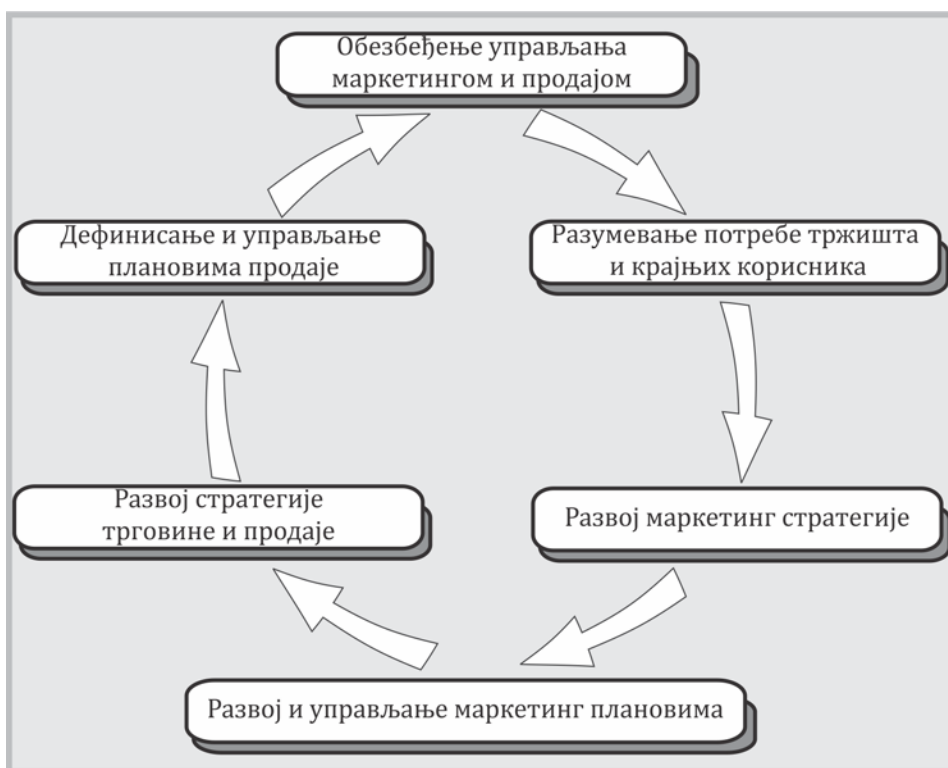 Обезбеђење управљања
маркетингом и продајом
Дефинисање и управљање
плановима продаје
Разумевање потребе тржишта
и крајњих корисника
Развој стратегије
трговине и продаје
Развој маркетинг стратегије
Развој и управљање маркетинг плановима